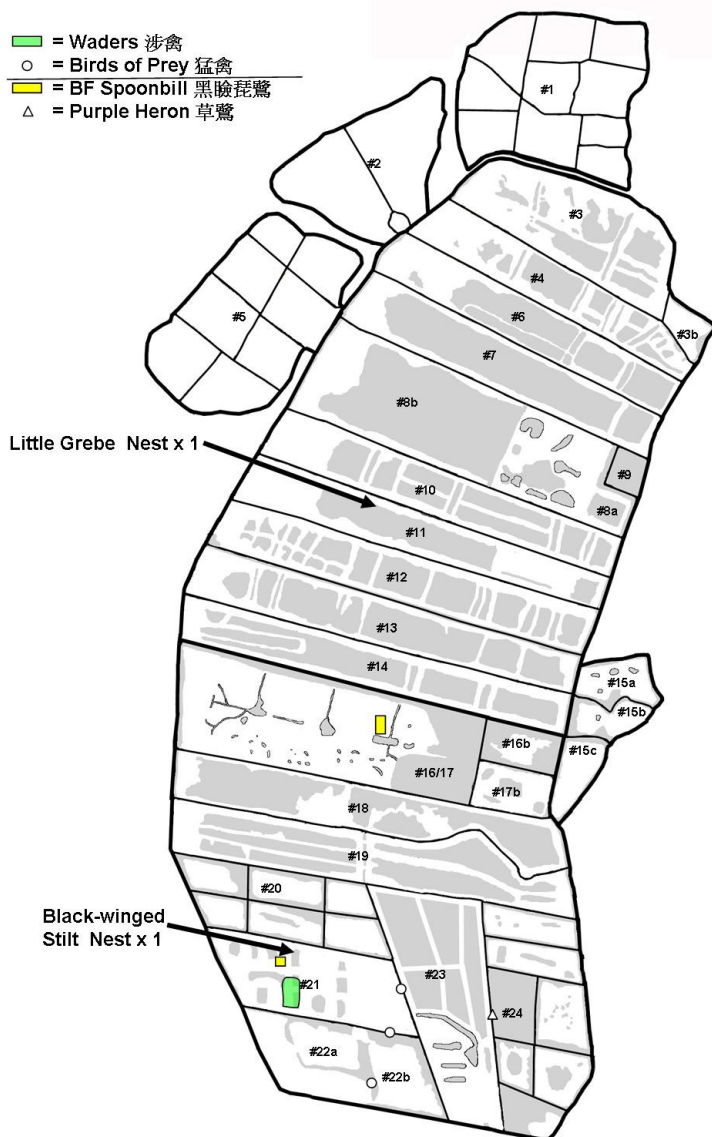 = Waders 涉禽
= Birds of Prey 猛禽
= BF Spoonbill 黑臉琵鷺
= Purple Heron 草鷺
#1
#2
#3
#4
#3b
#5
#6
#7
#8b
Little Grebe Nest x 1
#9
#10
#8a
#11
#12
#13
#14
#15a
#15b
#16b
#15c
#16/17
#17b
#18
#19
#20
Black-winged
Stilt Nest x 1
#21
#23
#24
#22a
#22b